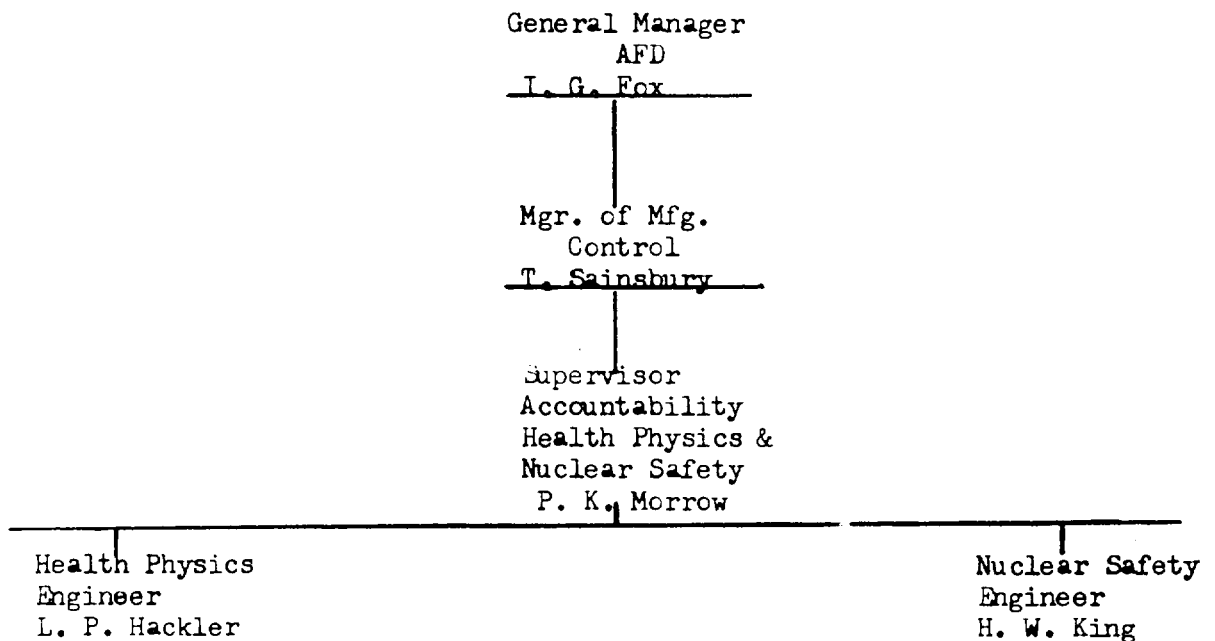 General Manager
AFD
I. G. Fox
Mgr. of Mfg.
Control
T. Sainsbury
Supervisor
Accountability
Health Physics &
Nuclear Safety
P. K. Morrow
Health Physics
Engineer
L. P. Hackler
Nuclear Safety
Engineer
H. W. King